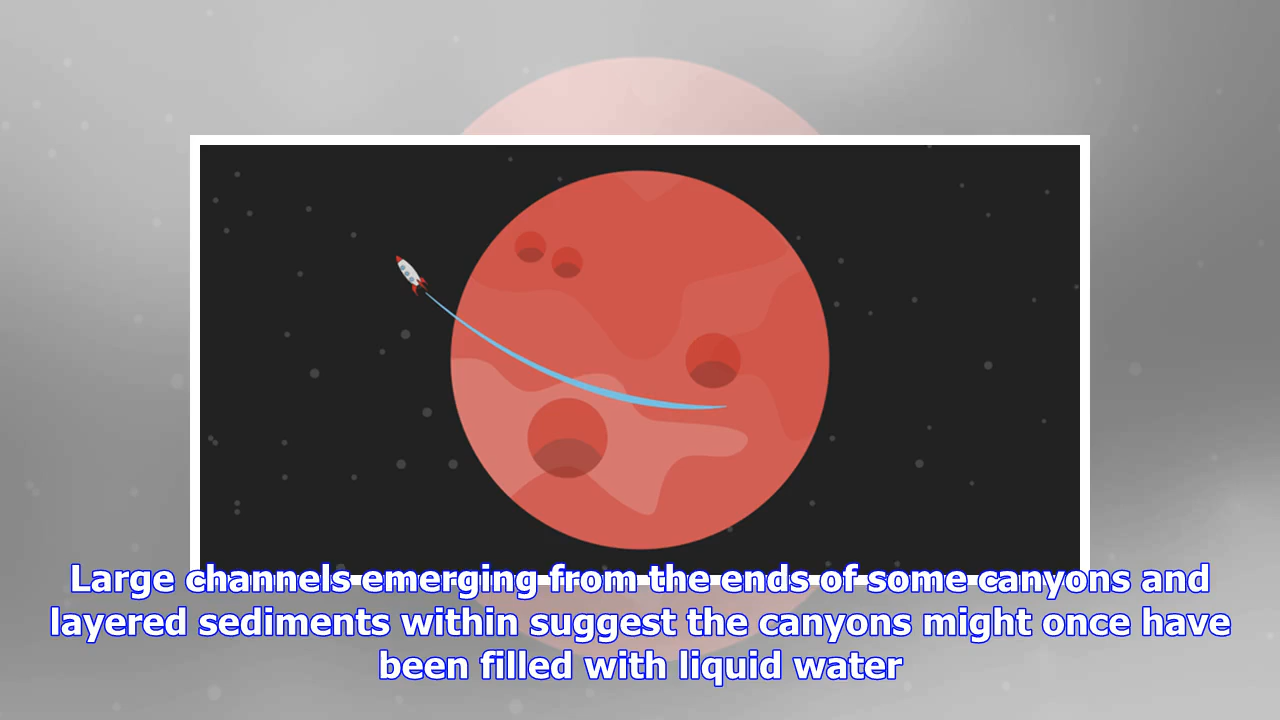 Large channels emerging from the ends of some canyons and
layered sediments within suggest the canyons might once have
been filled with liquid water